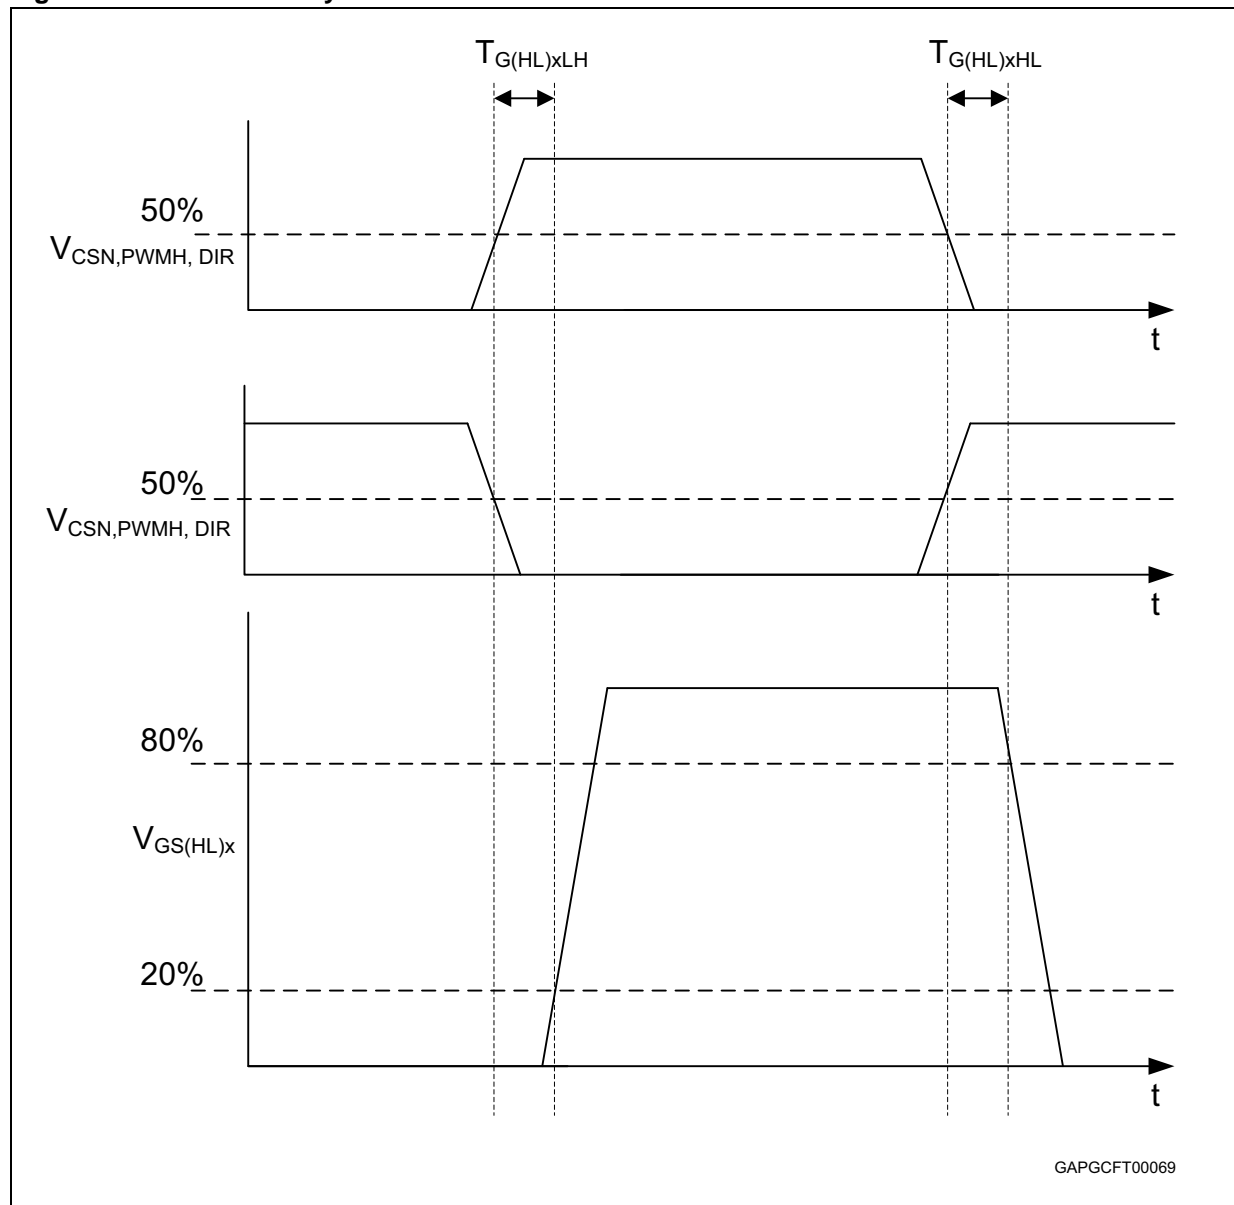 T_G(HL)xLH
T_G(HL)xHL
50%
V_CSN,PWMH, DIR
t
50%
V_CSN,PWMH, DIR
t
80%
V_GS(HL)x
20%
t
GAPGCFT00069